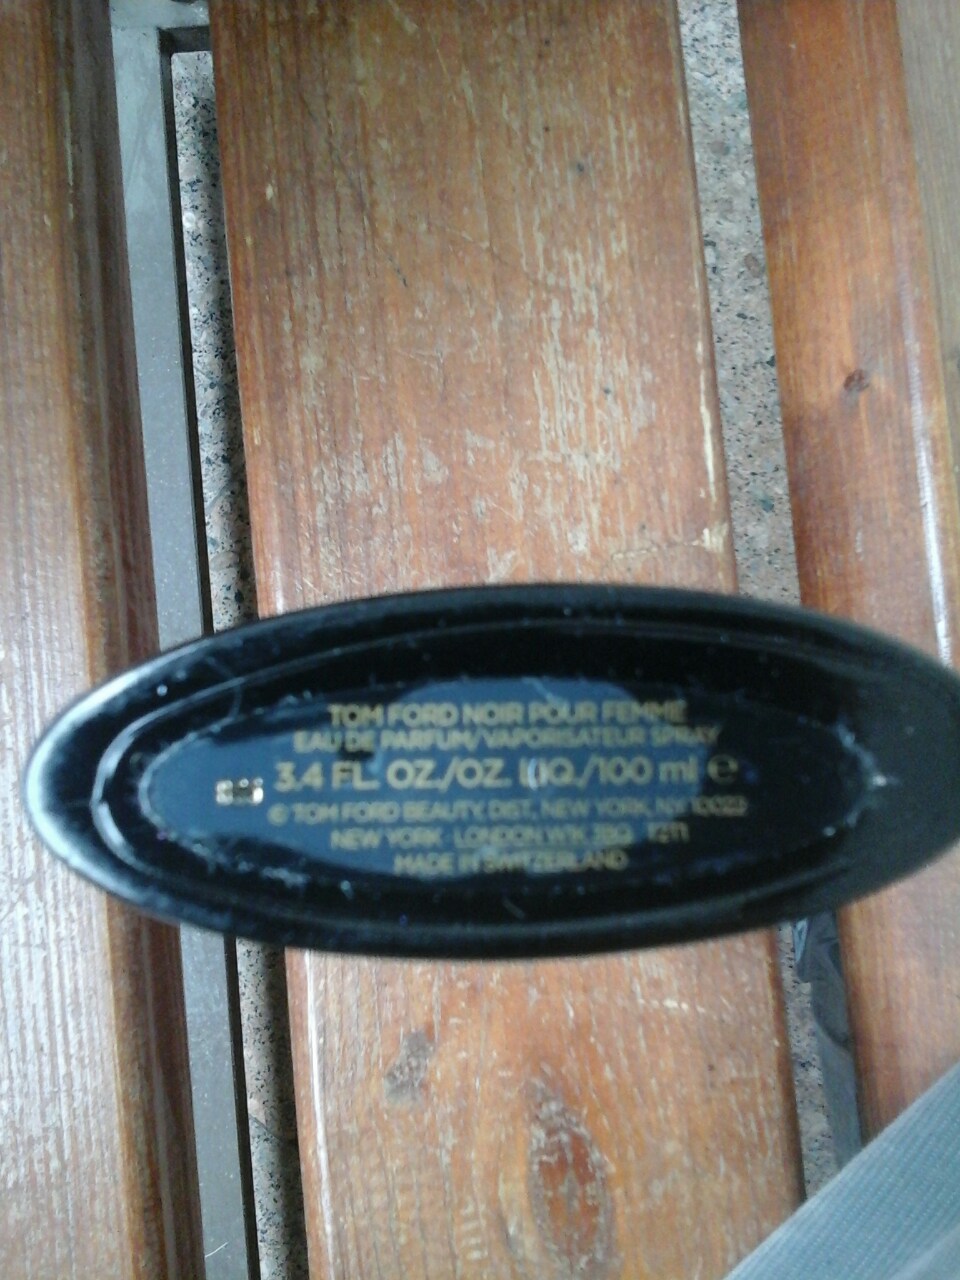 TOM FORD NOIR POUR FEMME
EAU DE PARFUM/VAPORISATEUR SPRAY
3.4 FL. OZ./OZ. LIQ./100 ml ℮
© TOM FORD BEAUTY, DIST., NEW YORK, N.Y. 10022
NEW YORK LONDON W1K 3BQ
MADE IN SWITZERLAND